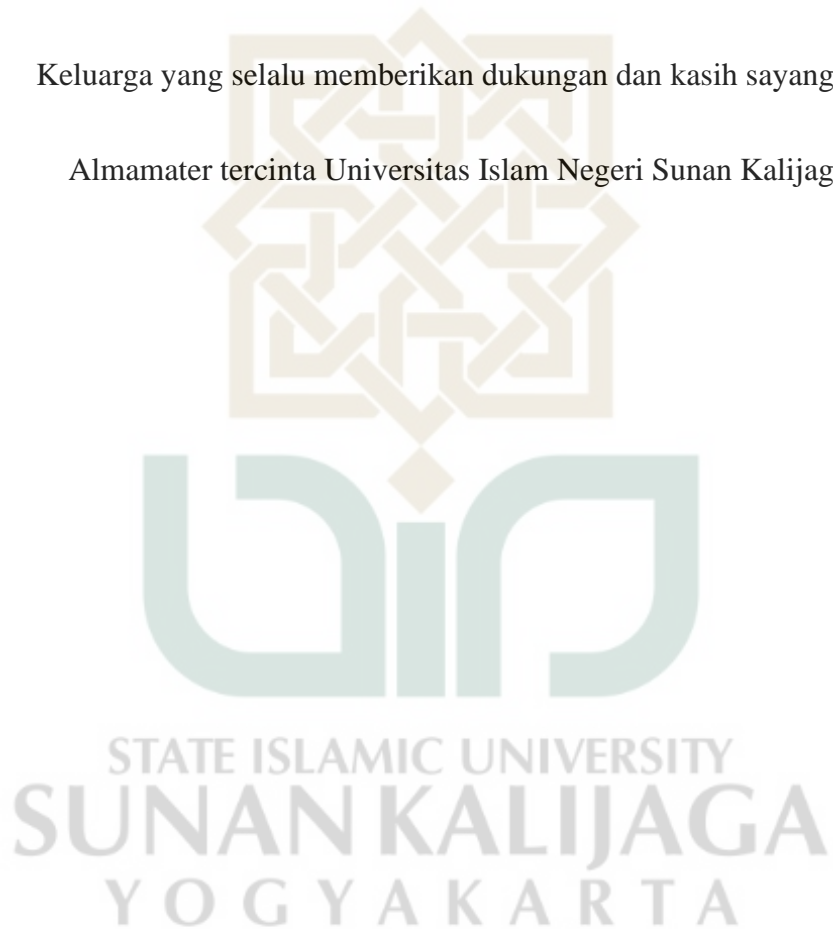 Keluarga yang selalu memberikan dukungan dan kasih sayang
Almamater tercinta Universitas Islam Negeri Sunan Kalijag
STATE ISLAMIC UNIVERSITY
SUNAN KALIJAGA
YOGYAKARTA